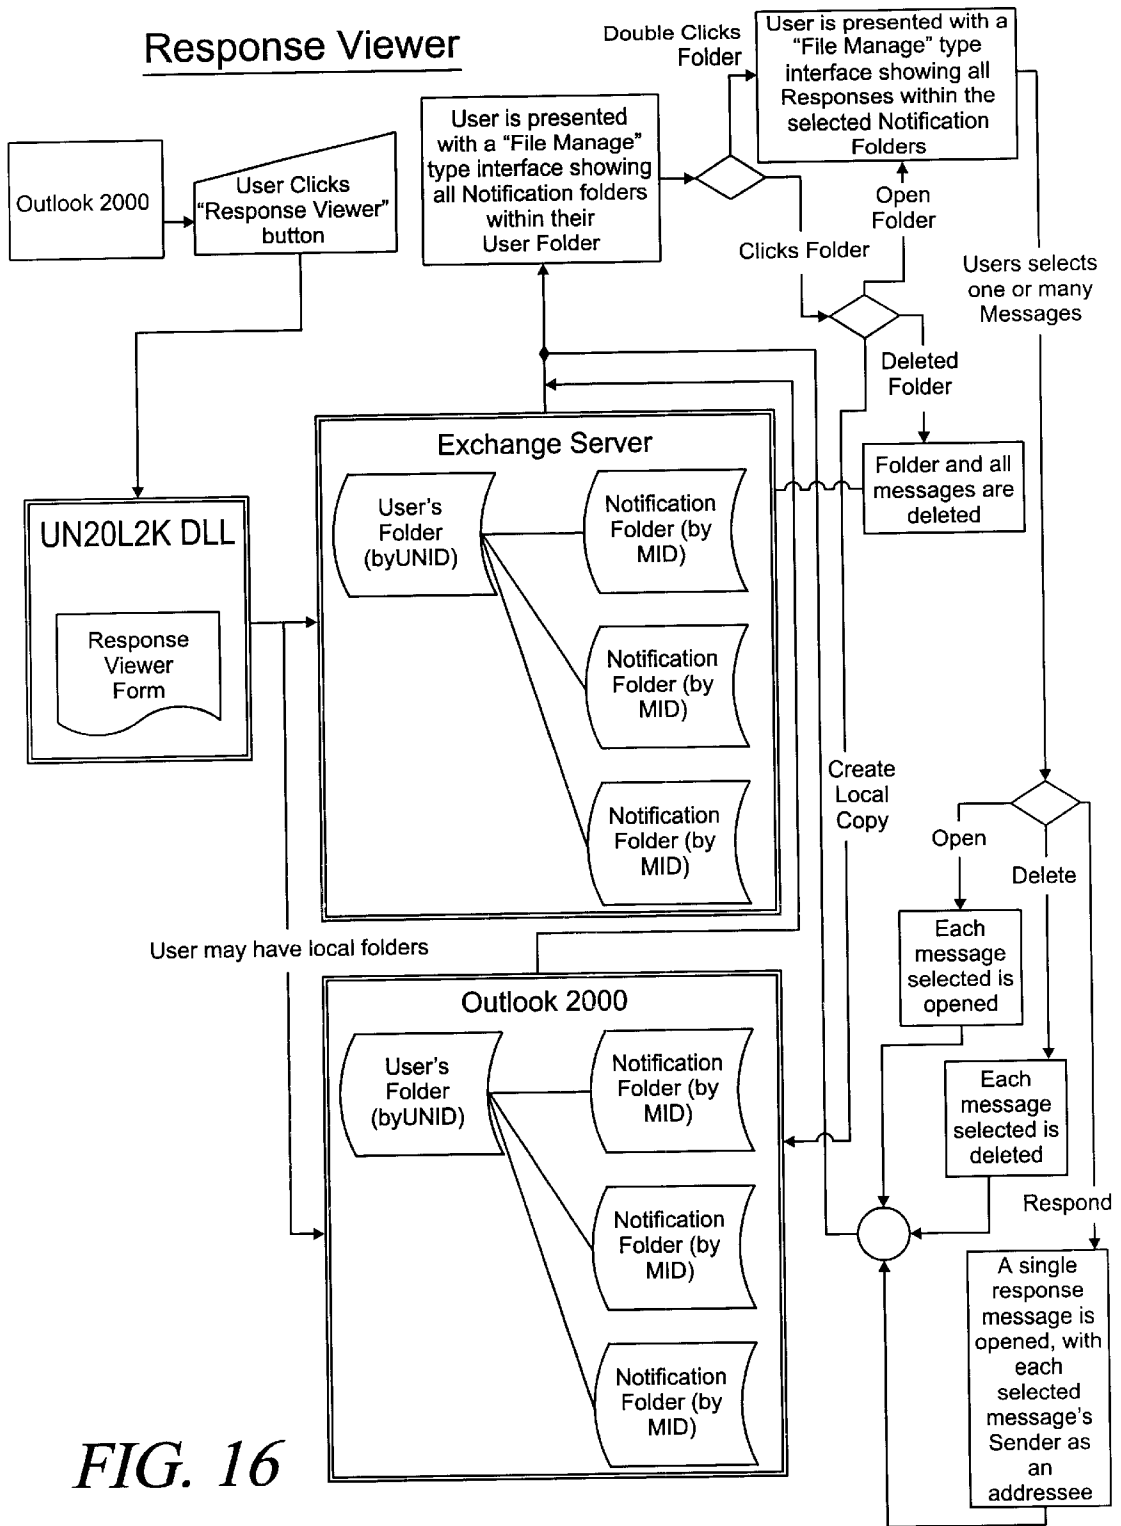 Response Viewer
Double Clicks
Folder
User is presented with a
“File Manage” type
interface showing all
Responses within the
selected Notification
Folders
User is presented
with a “File Manage”
type interface showing
all Notification folders
within their
User Folder
Outlook 2000
User Clicks
“Response Viewer”
button
Open
Folder
Clicks Folder
Users selects
one or many
Messages
Deleted
Folder
Folder and all
messages are
deleted
Exchange Server
User's
Folder
(byUNID)
Notification
Folder (by
MID)
Notification
Folder (by
MID)
Notification
Folder (by
MID)
UN20L2K DLL
Response
Viewer
Form
Create
Local
Copy
Open
Delete
Each
message
selected is
opened
User may have local folders
Outlook 2000
User's
Folder
(byUNID)
Notification
Folder (by
MID)
Notification
Folder (by
MID)
Notification
Folder (by
MID)
Each
message
selected is
deleted
Respond
A single
response
message is
opened, with
each
selected
message's
Sender as
an
addressee
FIG. 16